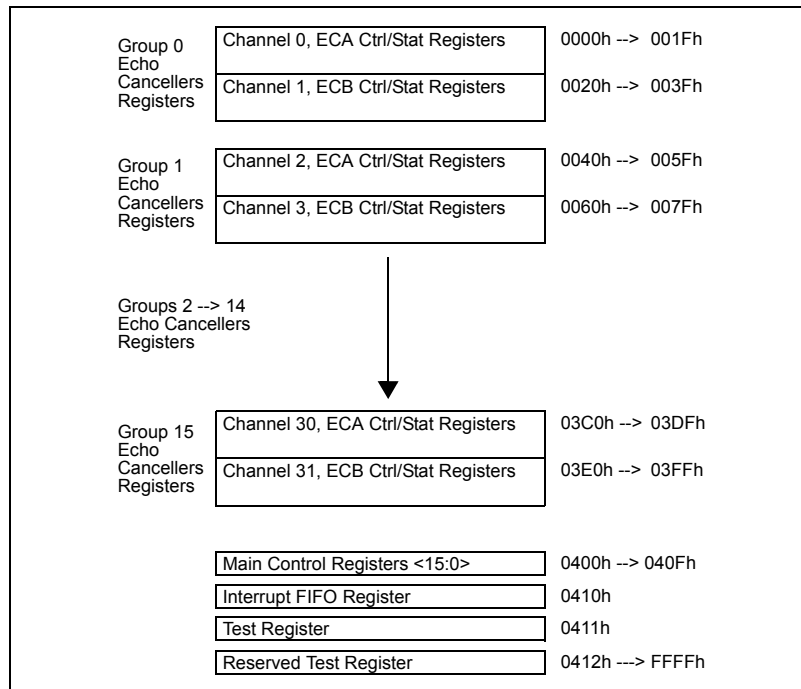 Group 0
Echo
Cancellers
Registers
Channel 0, ECA Ctrl/Stat Registers
0000h --> 001Fh
Channel 1, ECB Ctrl/Stat Registers
0020h --> 003Fh
Group 1
Echo
Cancellers
Registers
Channel 2, ECA Ctrl/Stat Registers
0040h --> 005Fh
Channel 3, ECB Ctrl/Stat Registers
0060h --> 007Fh
Groups 2 --> 14
Echo Cancellers
Registers
Group 15
Echo
Cancellers
Registers
Channel 30, ECA Ctrl/Stat Registers
03C0h --> 03DFh
Channel 31, ECB Ctrl/Stat Registers
03E0h --> 03FFh
Main Control Registers <15:0>
0400h --> 040Fh
Interrupt FIFO Register
0410h
Test Register
0411h
Reserved Test Register
0412h ---> FFFFh